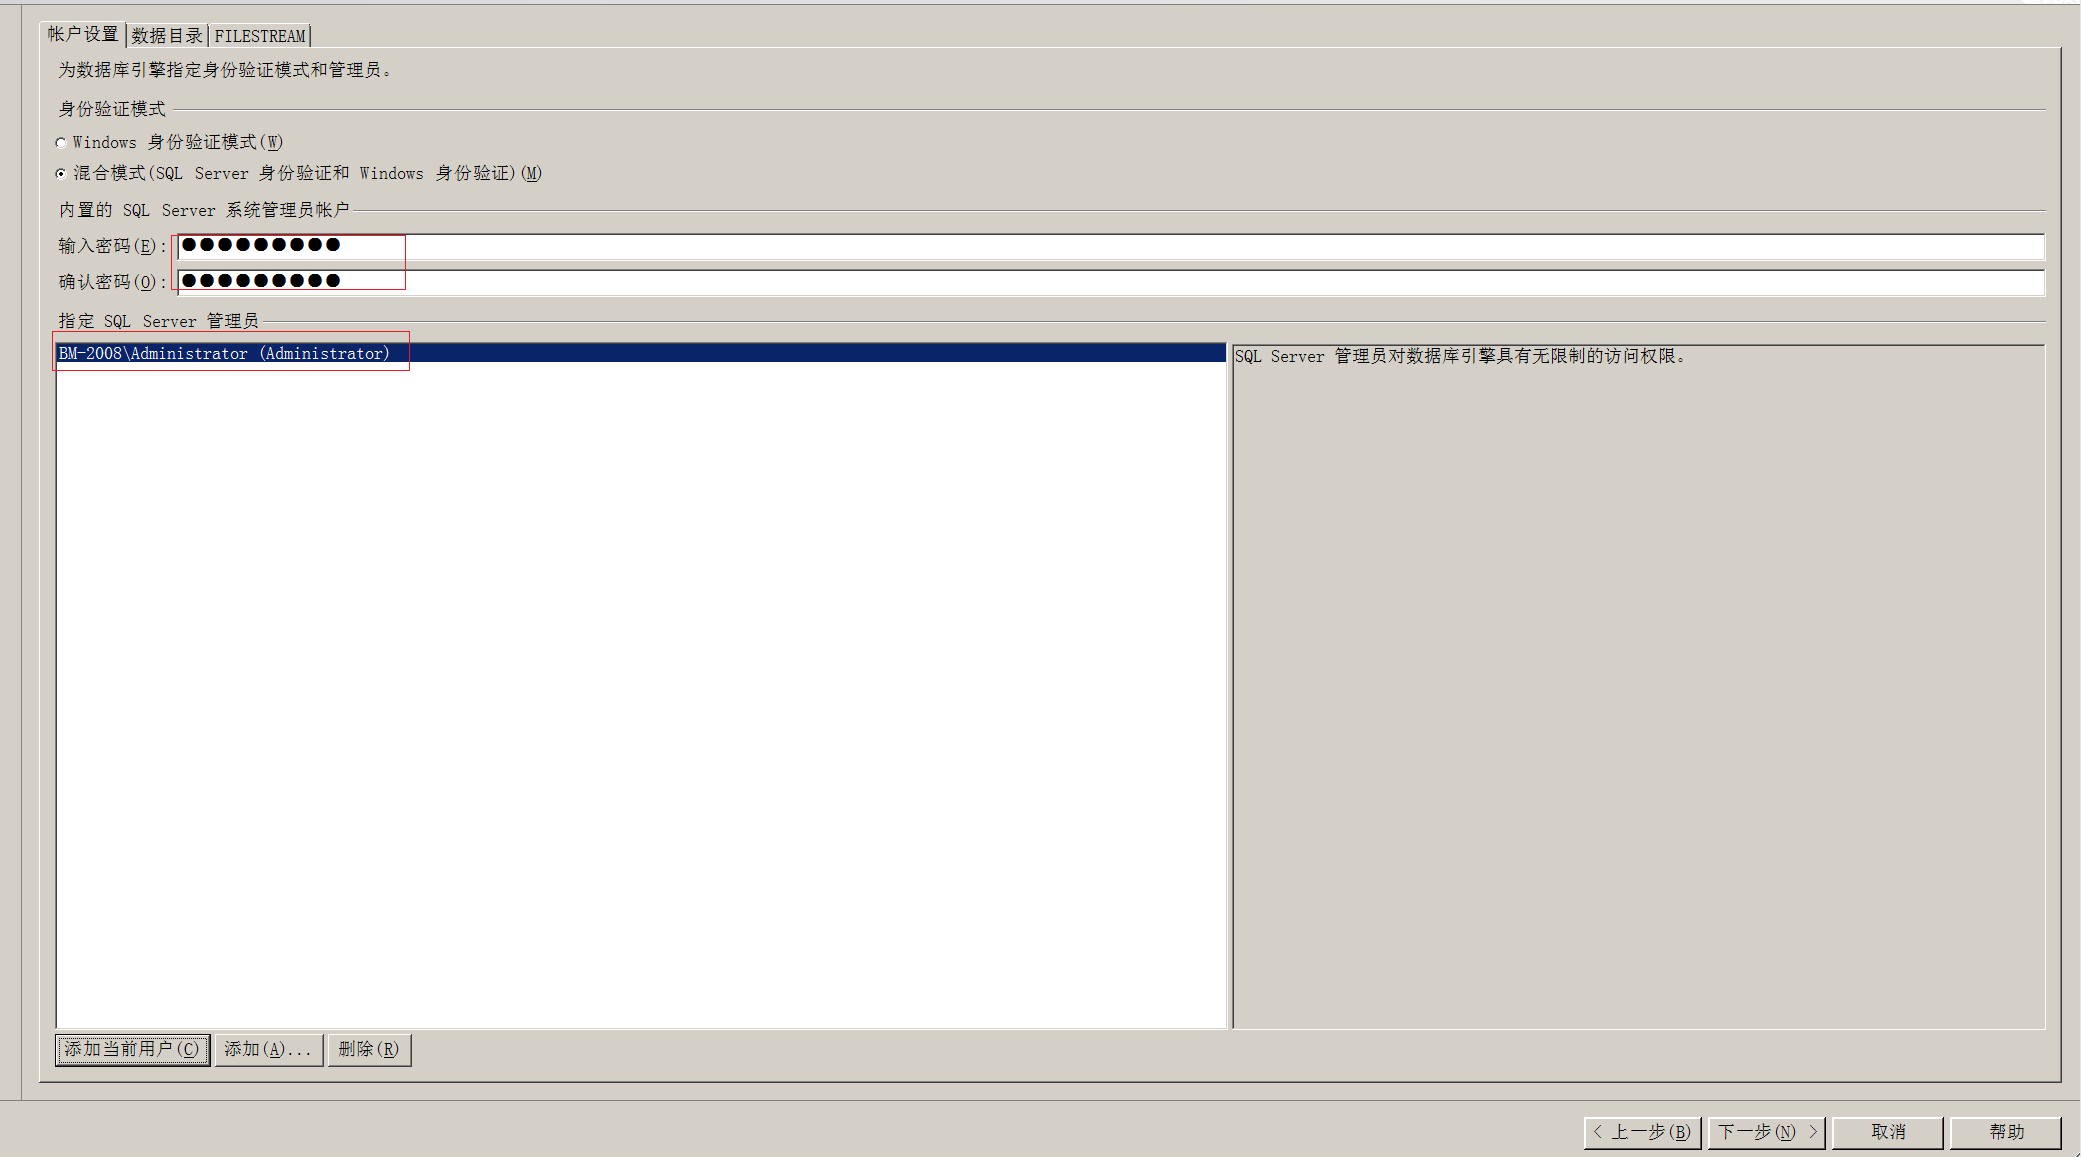 帐户设置 数据目录 FILESTREAM
为数据库引擎指定身份验证模式和管理员。
身份验证模式
Windows 身份验证模式(W)
混合模式(SQL Server 身份验证和 Windows 身份验证)(M)
内置的 SQL Server 系统管理员帐户
输入密码(E): ●●●●●●●●●
确认密码(O): ●●●●●●●●●
指定 SQL Server 管理员
BM-2008\Administrator (Administrator)
SQL Server 管理员对数据库引擎具有无限制的访问权限。
添加当前用户(C) 添加(A)... 删除(R)
< 上一步(B) 下一步(N) > 取消 帮助